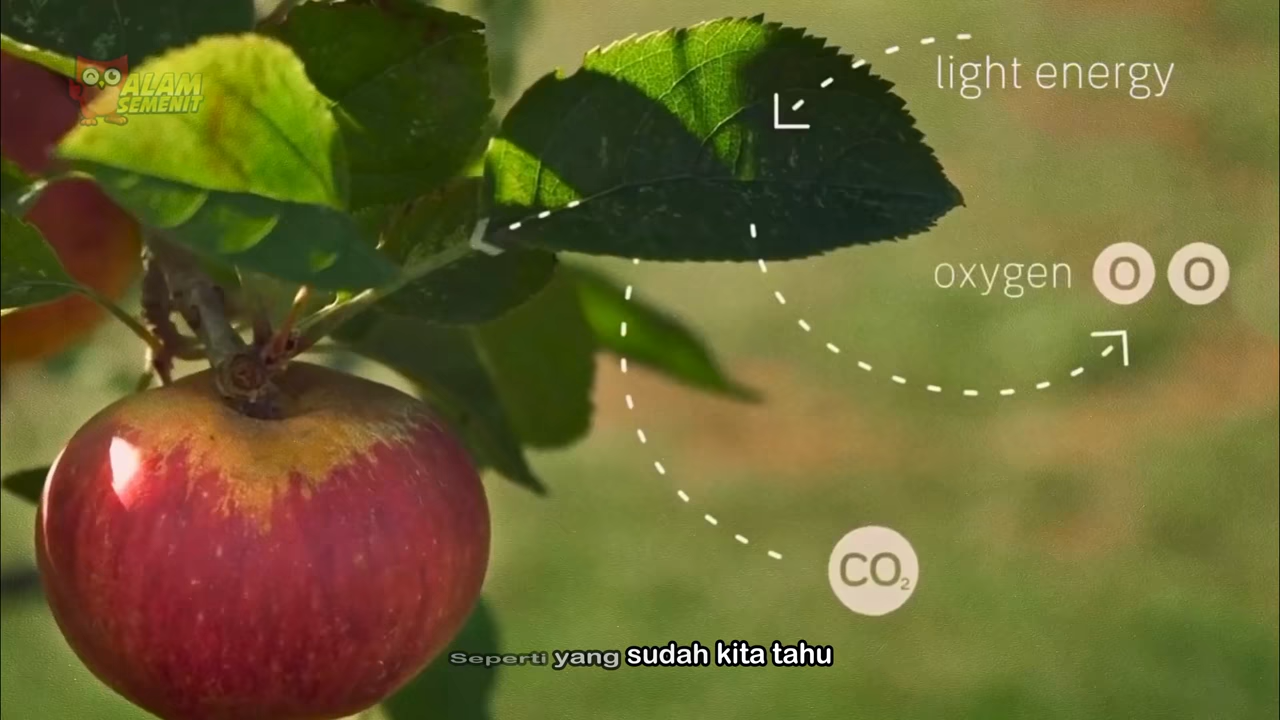 ALAM
SEMENIT
light energy
oxygen O O
CO₂
Seperti yang sudah kita tahu